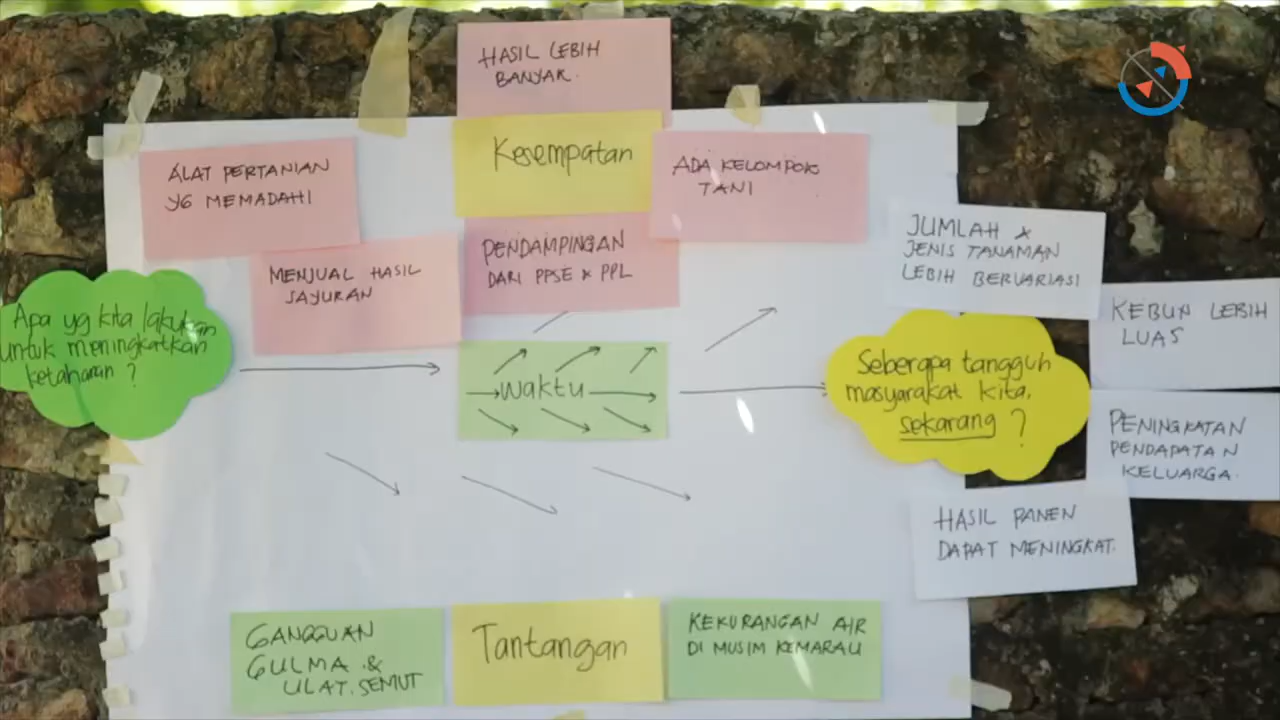 HASIL LEBIH
BANYAK.
Kesempatan
ALAT PERTANIAN
YG MEMADAHI
ADA KELOMPOK
TANI
MENJUAL HASIL
SAYURAN
PENDAMPINGAN
DARI PPSE & PPL
JUMLAH &
JENIS TANAMAN
LEBIH BERVARIASI
KEBUN LEBIH
LUAS
Apa yg kita lakukan
untuk meningkatkan
ketahanan ?
Waktu
Seberapa tangguh
masyarakat kita.
sekarang ?
PENINGKATAN
PENDAPATAN
KELUARGA.
HASIL PANEN
DAPAT MENINGKAT.
GANGGUAN
GULMA &
ULAT. SEMUT
Tantangan
KEKURANGAN AIR
DI MUSIM KEMARAU